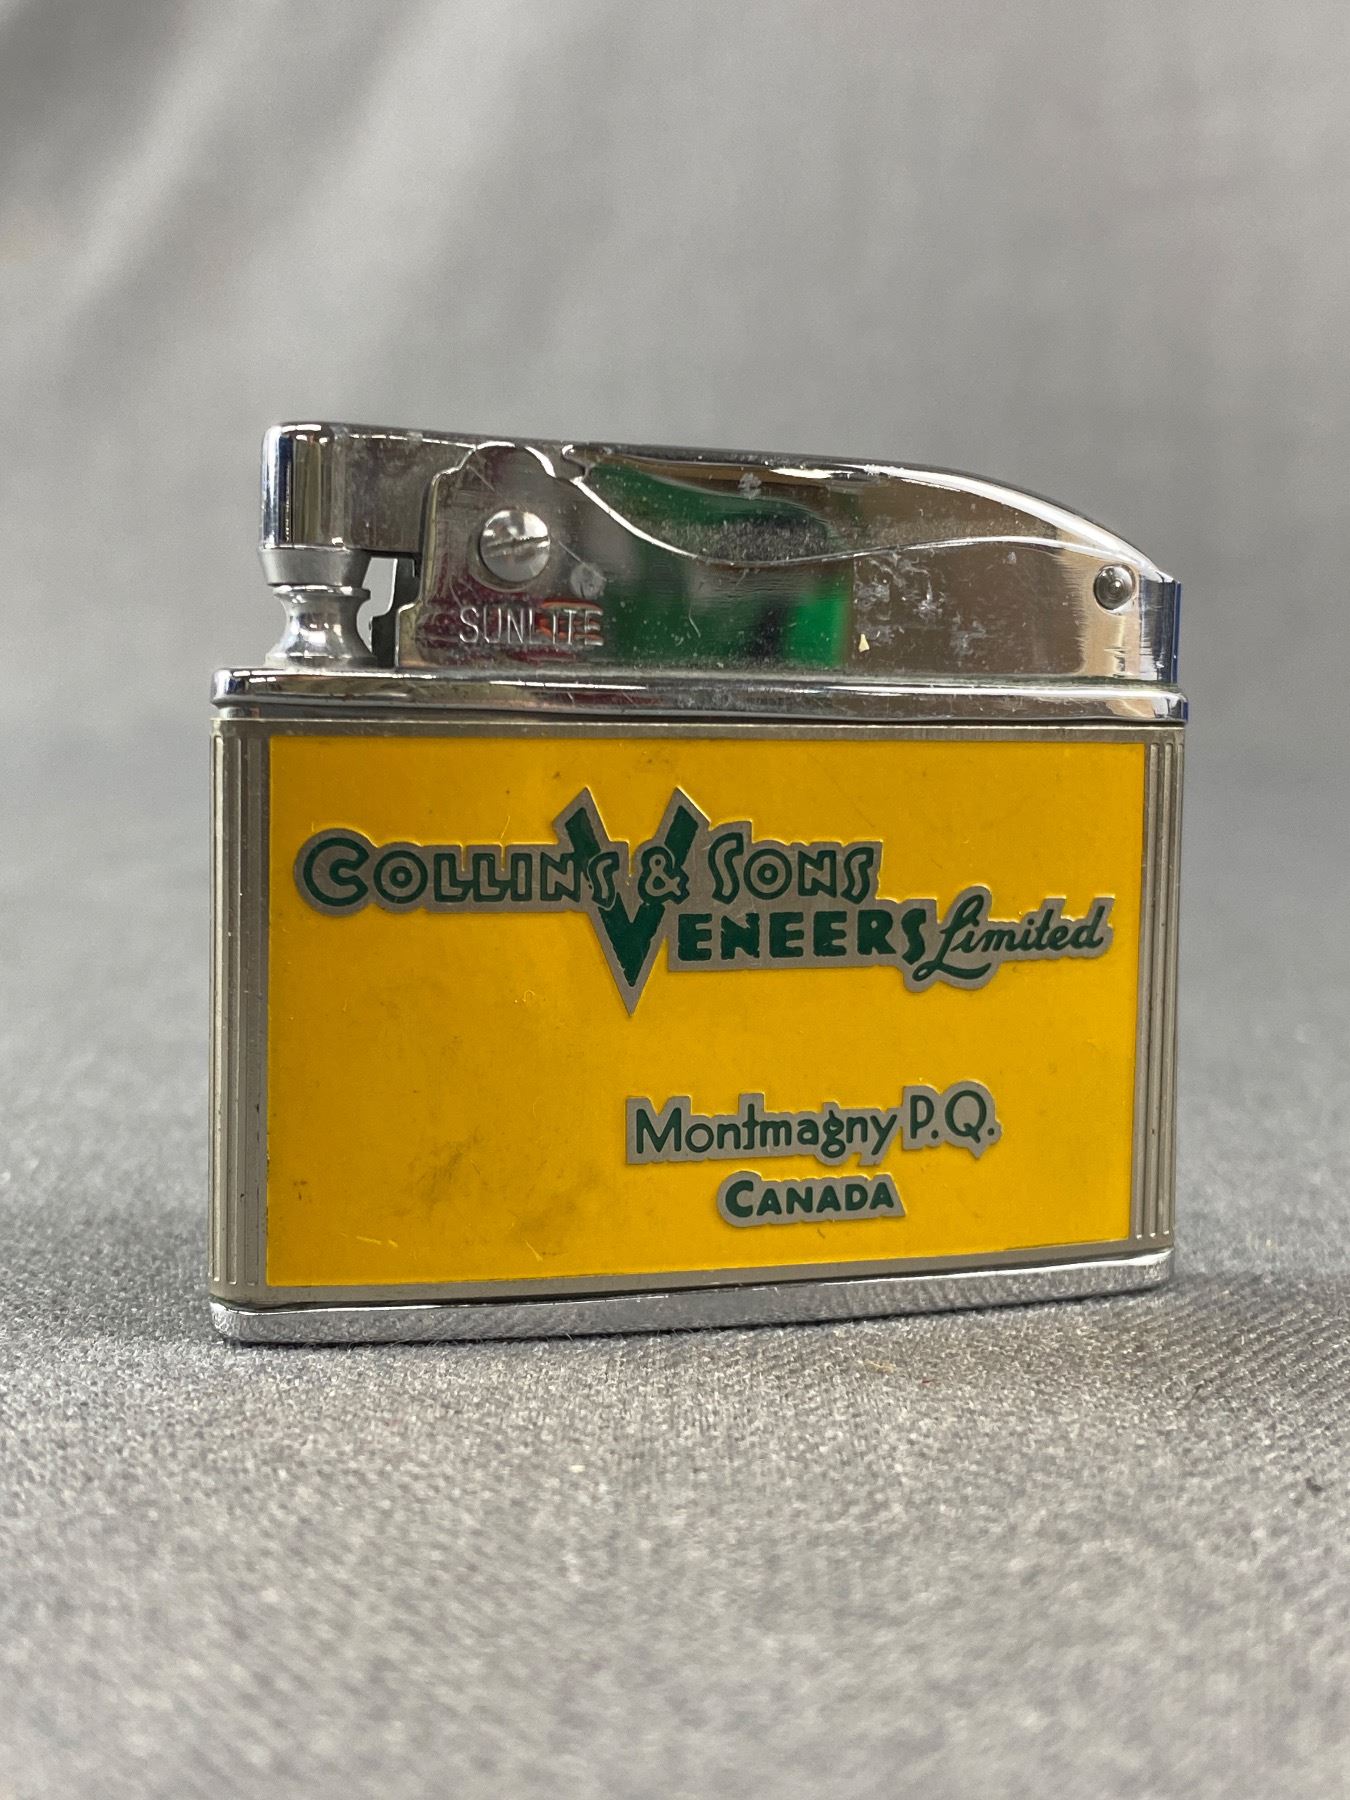 SUNLITE
COLLINS & SONS
VENEERS Limited
Montmagny P.Q.
CANADA